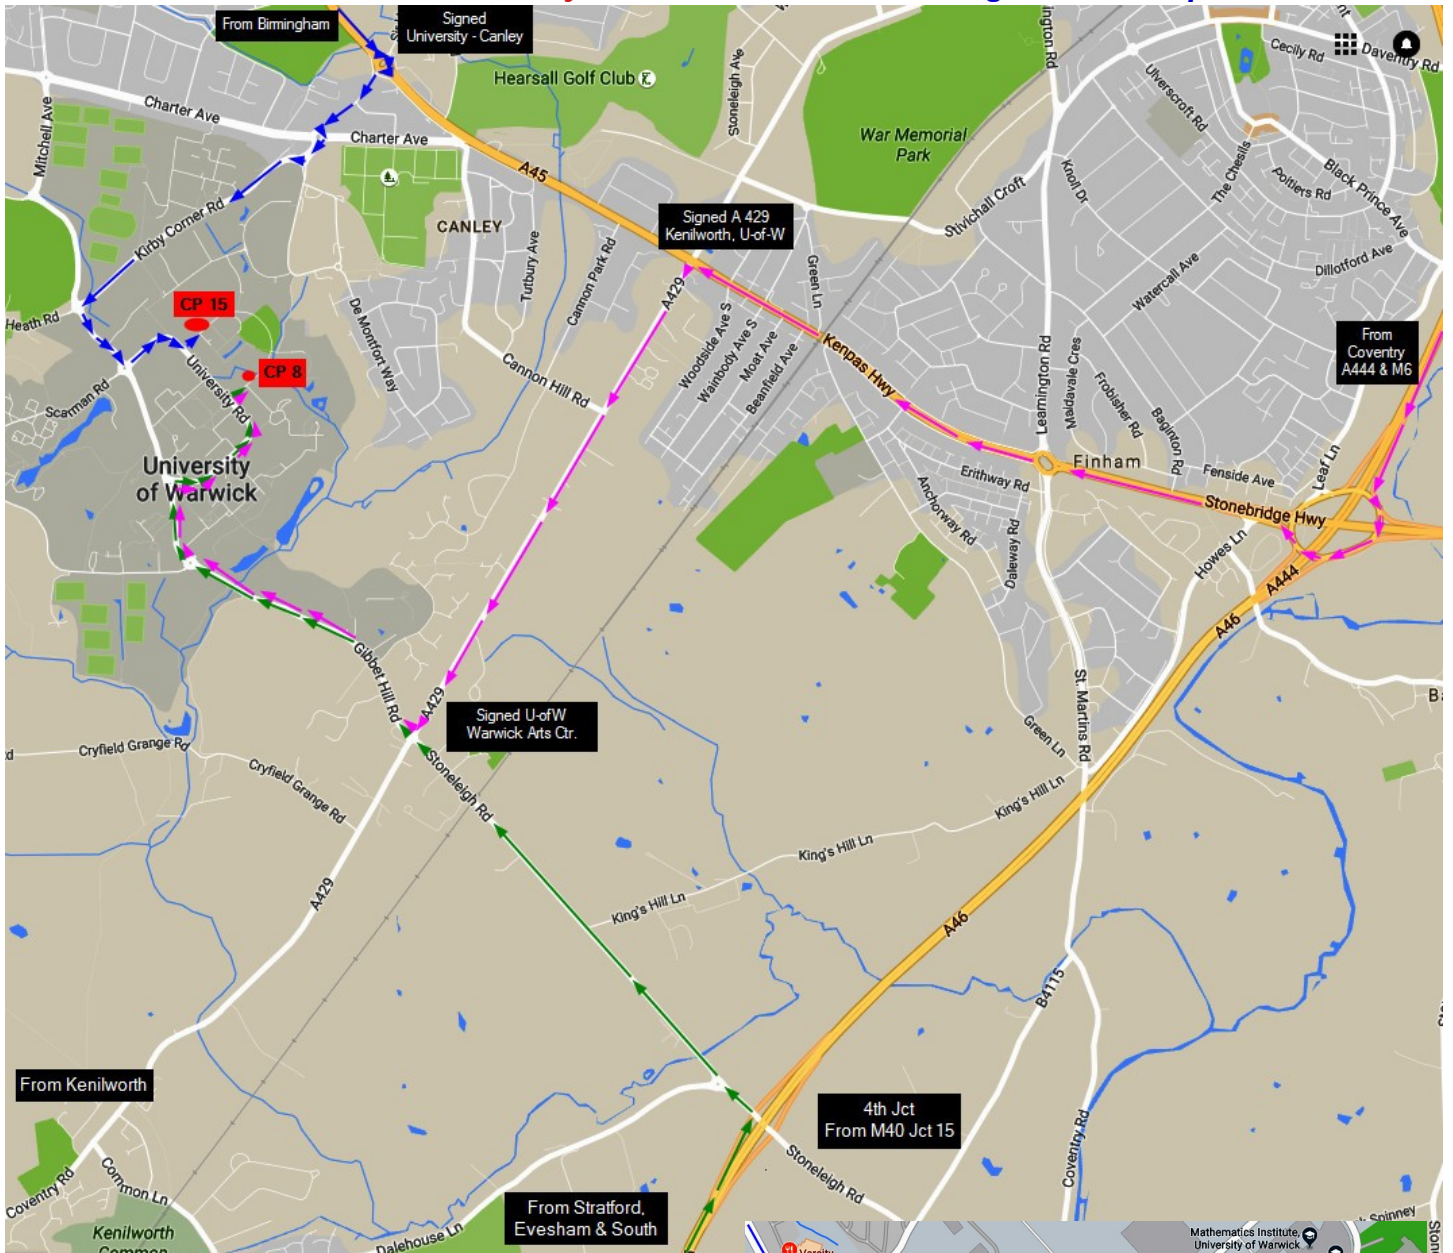 From Birmingham
Signed
University - Canley
Hearsall Golf Club
Stoneleigh Ave
Cecily Rd
Daventry Rd
Mitchell Ave
Charter Ave
Charter Ave
War Memorial
Park
Ulverscroft Rd
The Chesils
Poitiers Rd
Black Prince Ave
Knoll Dr
Stivichall Croft
A45
CANLEY
Kirby Corner Rd
Tutbury Ave
Cannon Park Rd
Signed A 429
Kenilworth, U-of-W
Green Ln
Watercall Ave
Dillotford Ave
A429
CP 15
Heath Rd
De Montfort Way
Woodside Ave S
Wainbody Ave S
Moat Ave
Beanfield Ave
Kenpas Hwy
Leamington Rd
Maidavale Cres
Frobisher Rd
Baginton Rd
From
Coventry
A444 & M6
CP 8
University Rd
Scarman Rd
Cannon Hill Rd
University
of Warwick
Finham
Erithway Rd
Fenside Ave
Leaf Ln
Anchorway Rd
Stonebridge Hwy
Daleway Rd
Howes Ln
A444
A46
Gibbet Hill Rd
A429
Signed U-ofW
Warwick Arts Ctr.
St. Martins Rd
Green Ln
Cryfield Grange Rd
Cryfield Grange Rd
Stoneleigh Rd
King's Hill Ln
King's Hill Ln
King's Hill Ln
A429
A46
B4115
From Kenilworth
4th Jct
From M40 Jct 15
Stoneleigh Rd
Coventry Rd
Coventry Rd
Common Ln
From Stratford,
Evesham & South
Dalehouse Ln
Kenilworth
Common
Spinney
Mathematics Institute,
University of Warwick
Varsity